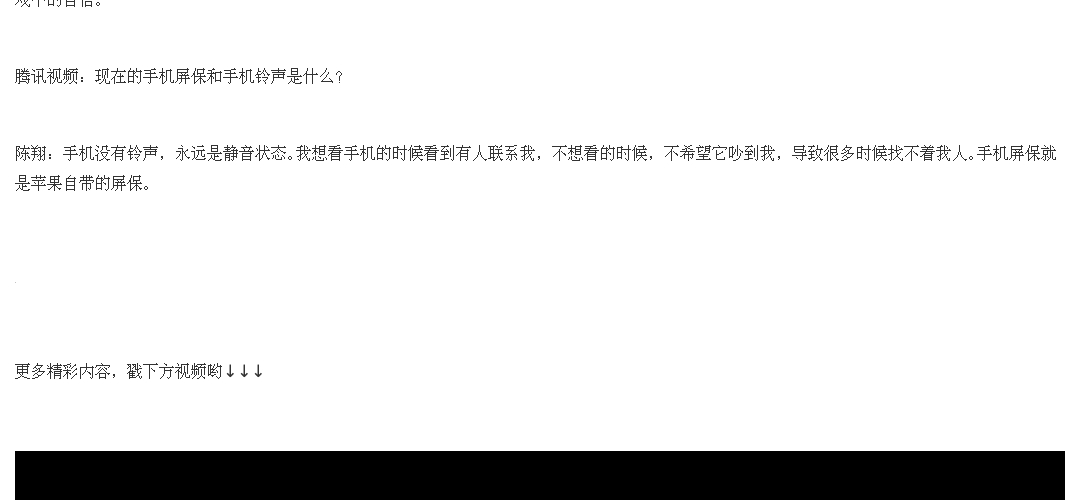 腾讯视频：现在的手机屏保和手机铃声是什么？
陈翔：手机没有铃声，永远是静音状态。我想看手机的时候看到有人联系我，不想看的时候，不希望它吵到我，导致很多时候找不着我人。手机屏保就
是苹果自带的屏保。
更多精彩内容，戳下方视频哟↓↓↓